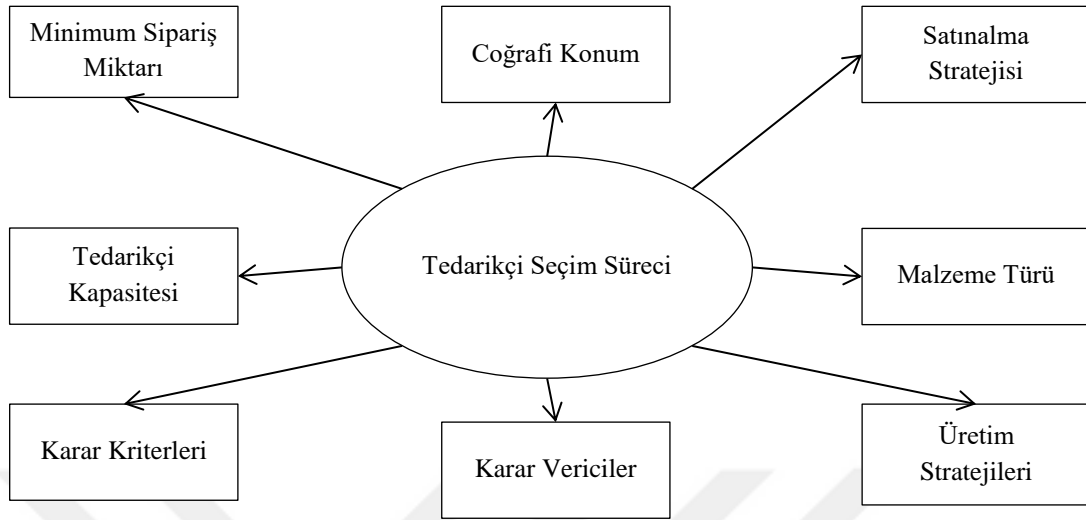 Minimum Sipariş
Miktarı
Coğrafi Konum
Satınalma
Stratejisi
Tedarikçi
Kapasitesi
Tedarikçi Seçim Süreci
Malzeme Türü
Karar Kriterleri
Karar Vericiler
Üretim
Stratejileri